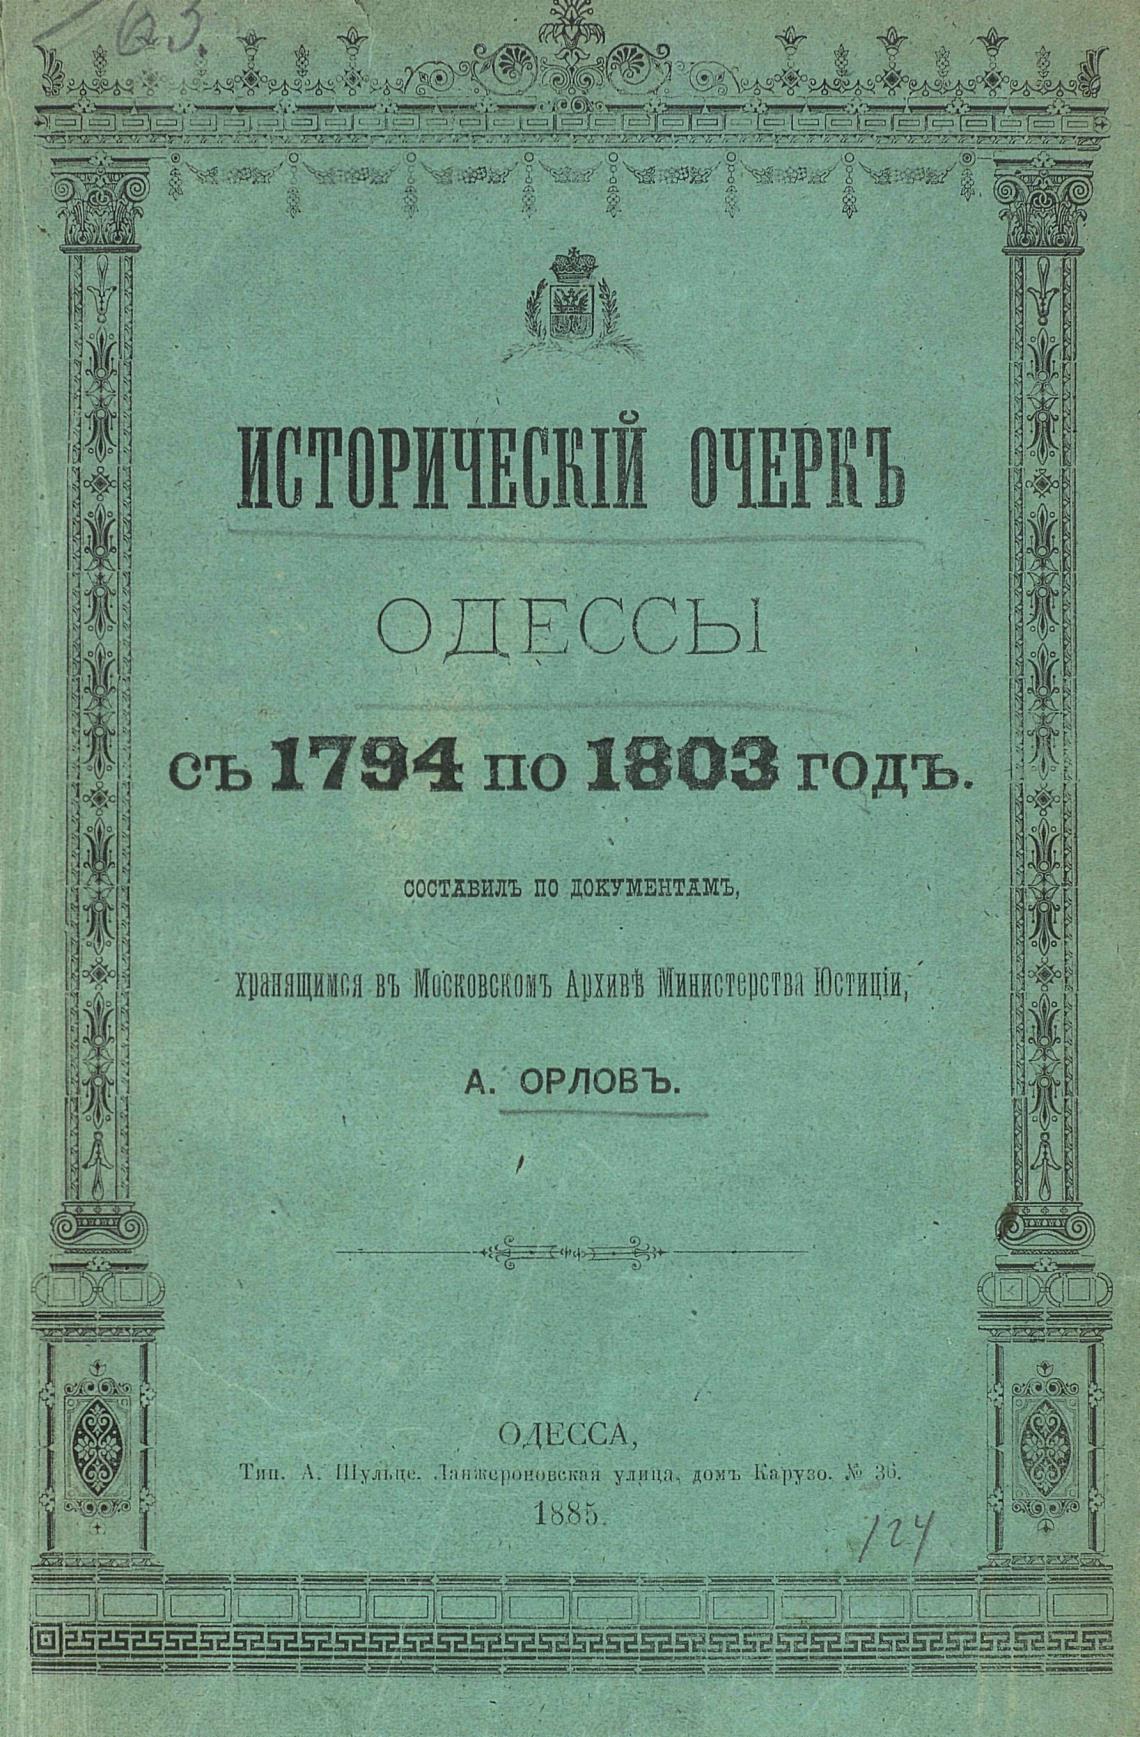 63.
ИСТОРИЧЕСКІЙ ОЧЕРКЪ
ОДЕССЫ
съ 1794 по 1803 годъ.
СОСТАВИЛЪ ПО ДОКУМЕНТАМЪ,
хранящимся въ Московскомъ Архивѣ Министерства Юстиціи,
А. ОРЛОВЪ.
ОДЕССА,
Тип. А. Шульце. Ланжероновская улица, домъ Карузо. № 36.
1885.
124